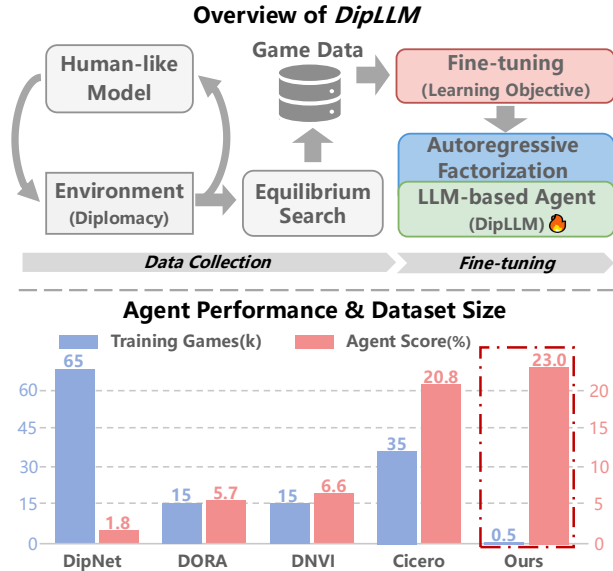 Overview of DipLLM
Human-like
Model
Environment
(Diplomacy)
Game Data
Equilibrium
Search
Fine-tuning
(Learning Objective)
Autoregressive
Factorization
LLM-based Agent
(DipLLM)
Data Collection
Fine-tuning
Agent Performance & Dataset Size
Training Games(k)
Agent Score(%)
60
45
30
15
0
65
1.8
15
5.7
15
6.6
35
20.8
0.5
23.0
20
15
10
5
0
DipNet
DORA
DNVI
Cicero
Ours